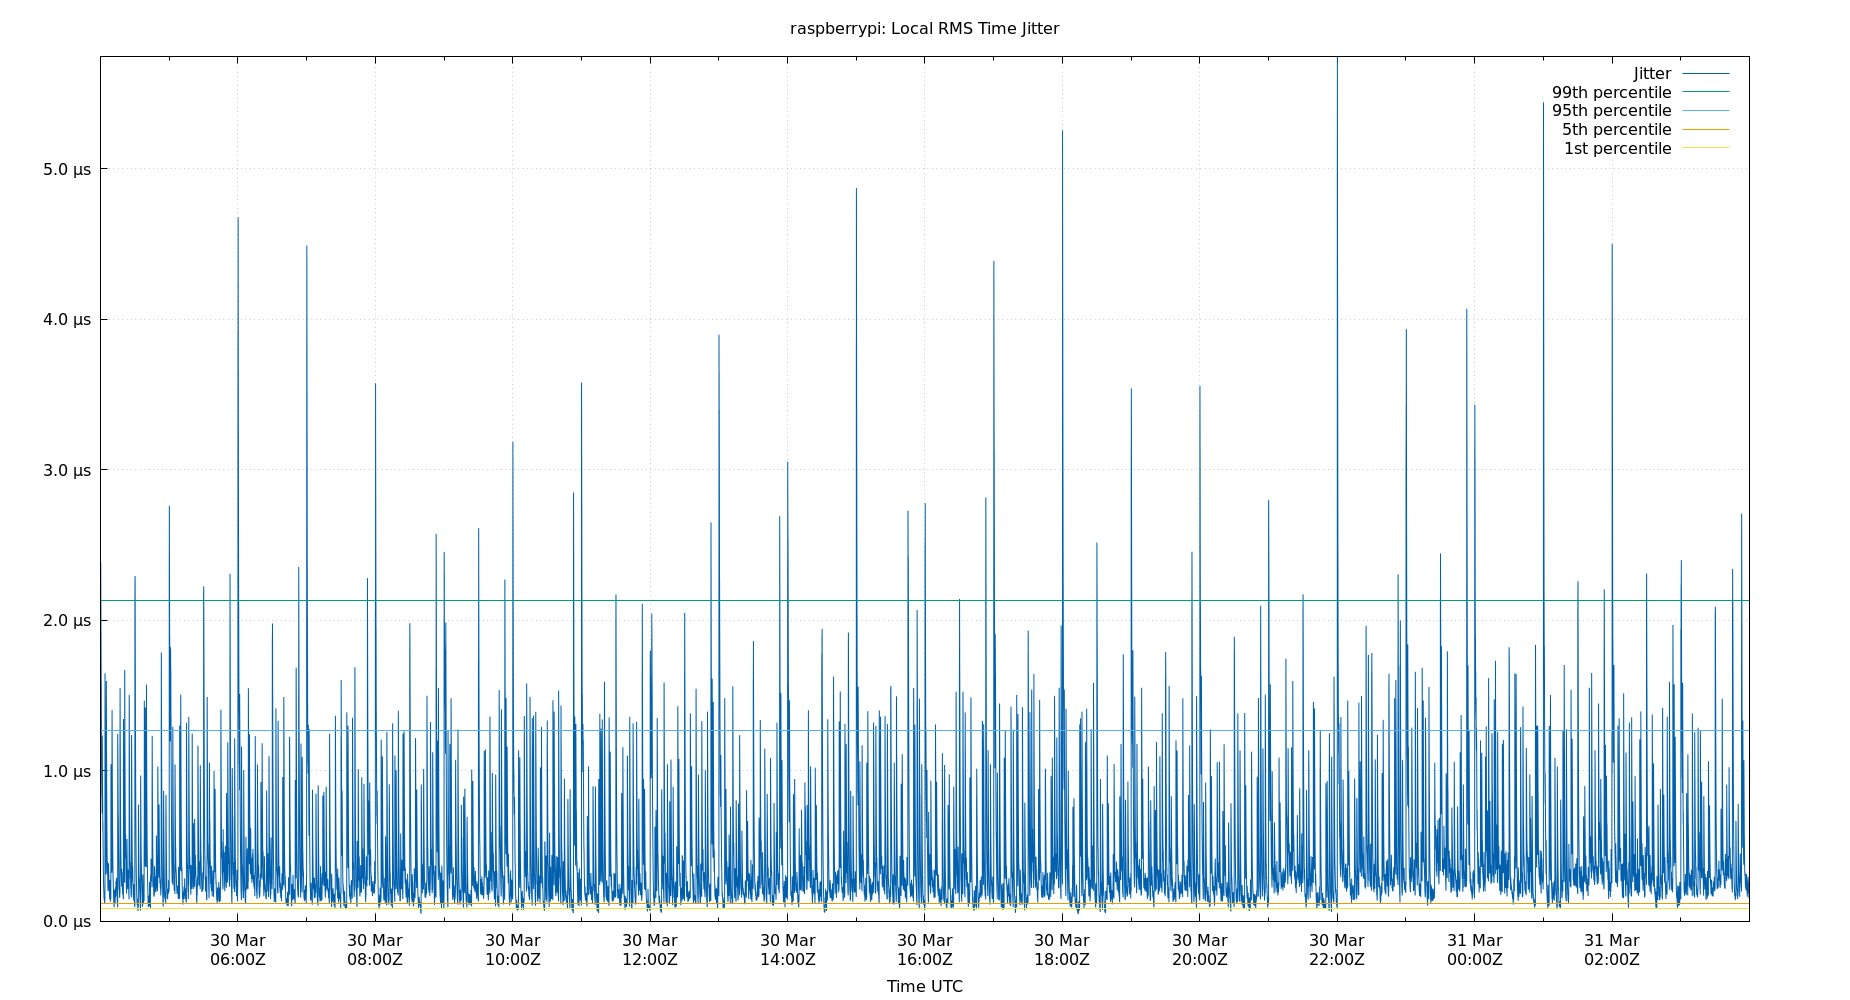 raspberrypi: Local RMS Time Jitter
Jitter
99th percentile
95th percentile
5th percentile
1st percentile
5.0 µs
4.0 µs
3.0 µs
2.0 µs
1.0 µs
0.0 µs
30 Mar 30 Mar 30 Mar 30 Mar 30 Mar 30 Mar 30 Mar 30 Mar 30 Mar 31 Mar 31 Mar
06:00Z 08:00Z 10:00Z 12:00Z 14:00Z 16:00Z 18:00Z 20:00Z 22:00Z 00:00Z 02:00Z
Time UTC